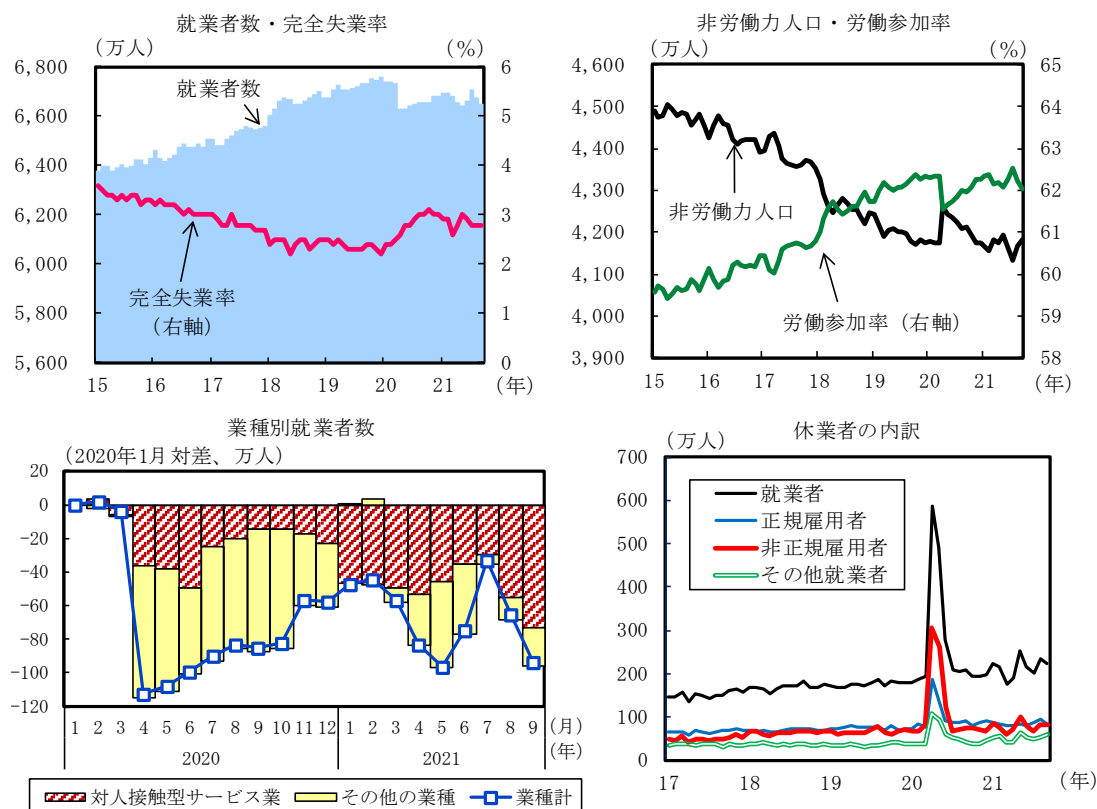 就業者数・完全失業率
(万人)
(%)
6,800
6,600
6,400
6,200
6,000
5,800
5,600
6
5
4
3
2
1
0
就業者数
完全失業率
(右軸)
15 16 17 18 19 20 21
(年)
非労働力人口・労働参加率
(万人)
(%)
4,600
4,500
4,400
4,300
4,200
4,100
4,000
3,900
65
64
63
62
61
60
59
58
非労働力人口
労働参加率(右軸)
15 16 17 18 19 20 21
(年)
業種別就業者数
(2020年1月対差、万人)
20
0
-20
-40
-60
-80
-100
-120
1 2 3 4 5 6 7 8 9 10 11 12 1 2 3 4 5 6 7 8 9
(月)
2020 2021
(年)
対人接触型サービス業 その他の業種 業種計
休業者の内訳
(万人)
700
600
500
400
300
200
100
0
就業者
正規雇用者
非正規雇用者
その他就業者
17 18 19 20 21
(年)